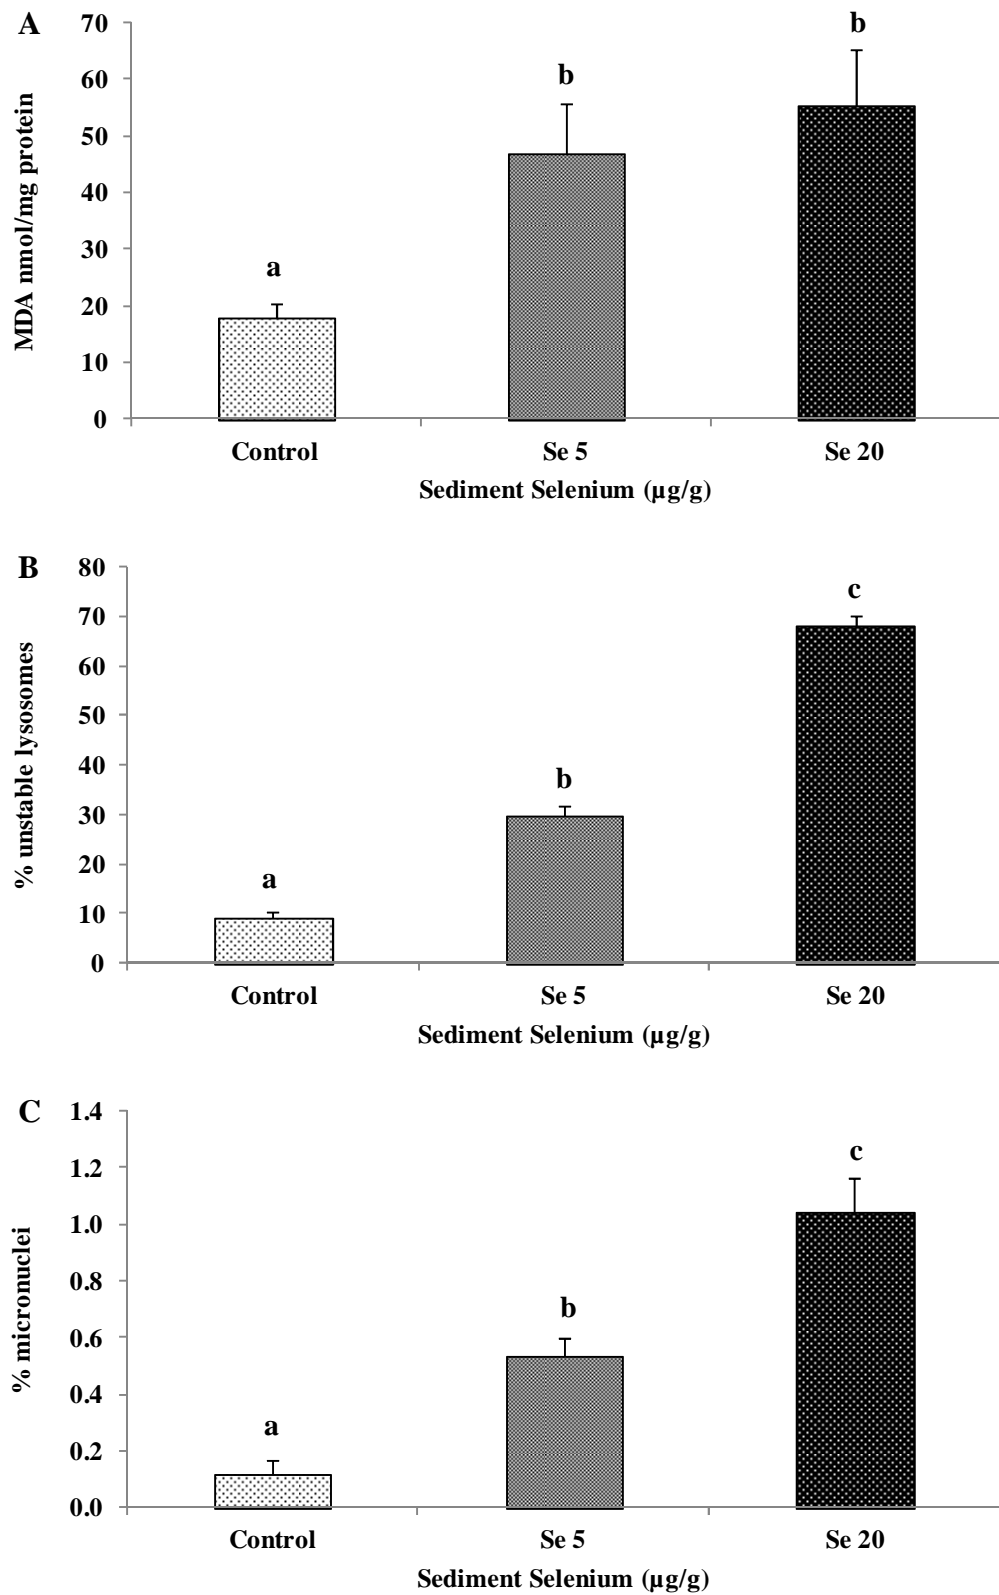 A
MDA nmol/mg protein
70
60
50
40
30
20
10
0
a
b
b
Control Se 5 Se 20
Sediment Selenium (µg/g)
B
% unstable lysosomes
80
70
60
50
40
30
20
10
0
a
b
c
Control Se 5 Se 20
Sediment Selenium (µg/g)
C
% micronuclei
1.4
1.2
1.0
0.8
0.6
0.4
0.2
0.0
a
b
c
Control Se 5 Se 20
Sediment Selenium (µg/g)